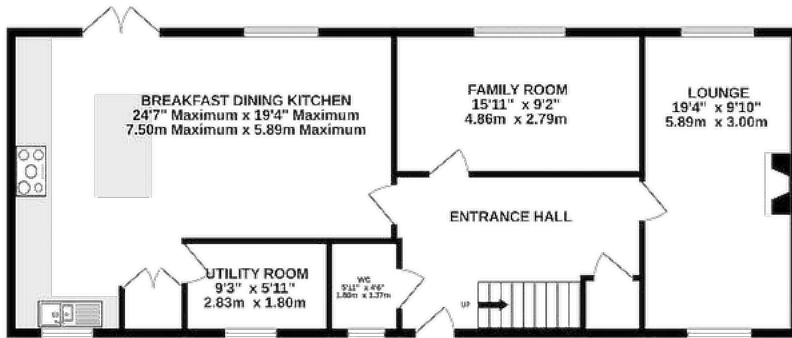 BREAKFAST DINING KITCHEN
24'7" Maximum x 19'4" Maximum
7.50m Maximum x 5.89m Maximum
FAMILY ROOM
15'11" x 9'2"
4.86m x 2.79m
LOUNGE
19'4" x 9'10"
5.89m x 3.00m
ENTRANCE HALL
UTILITY ROOM
9'3" x 5'11"
2.83m x 1.80m
WC
5'11" x 4'6"
1.80m x 1.37m
UP